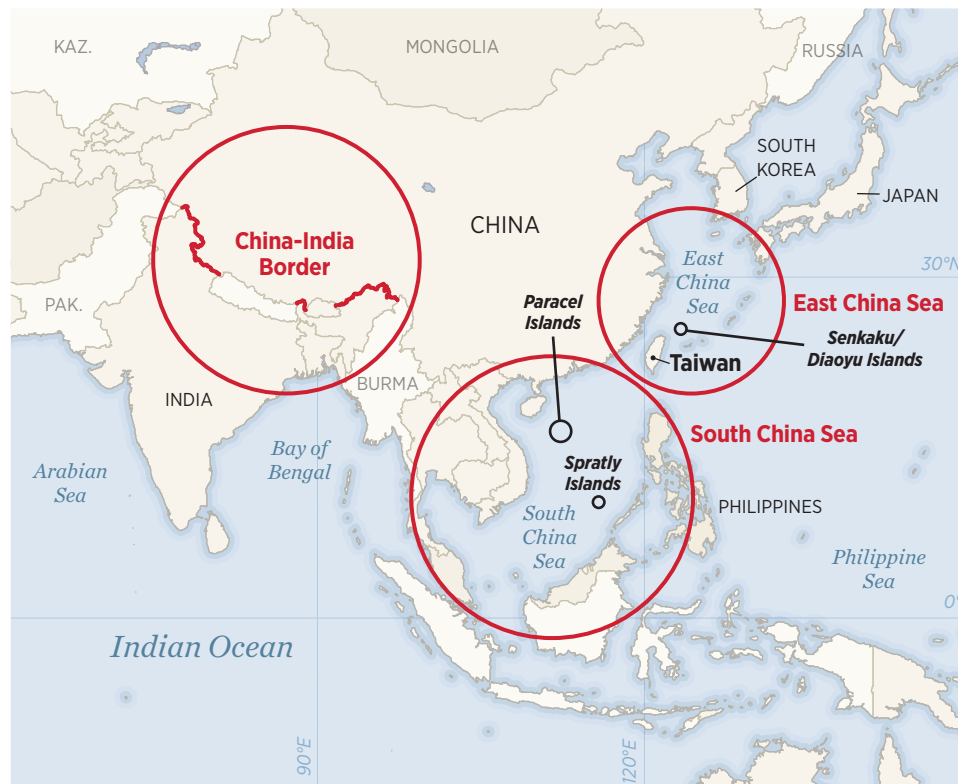 KAZ.
MONGOLIA
RUSSIA
SOUTH
KOREA
JAPAN
CHINA
China-India
Border
East
China
Sea
30°N
PAK.
Paracel
Islands
East China Sea
Senkaku/
Diaoyu Islands
Taiwan
BURMA
INDIA
South China Sea
Bay of
Bengal
Arabian
Sea
Spratly
Islands
PHILIPPINES
South
China
Sea
Philippine
Sea
0°
Indian Ocean
90°E
120°E